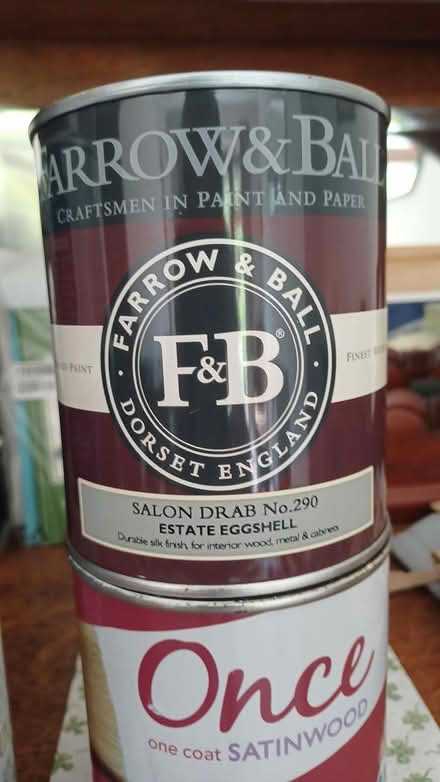 FARROW & BALL
CRAFTSMEN IN PAINT AND PAPER
FARROW & BALL
F&B®
DORSET ENGLAND
PAINT
FINEST
SALON DRAB No.290
ESTATE EGGSHELL
Durable silk finish, for interior wood, metal & cabinets
Once
one coat SATINWOOD